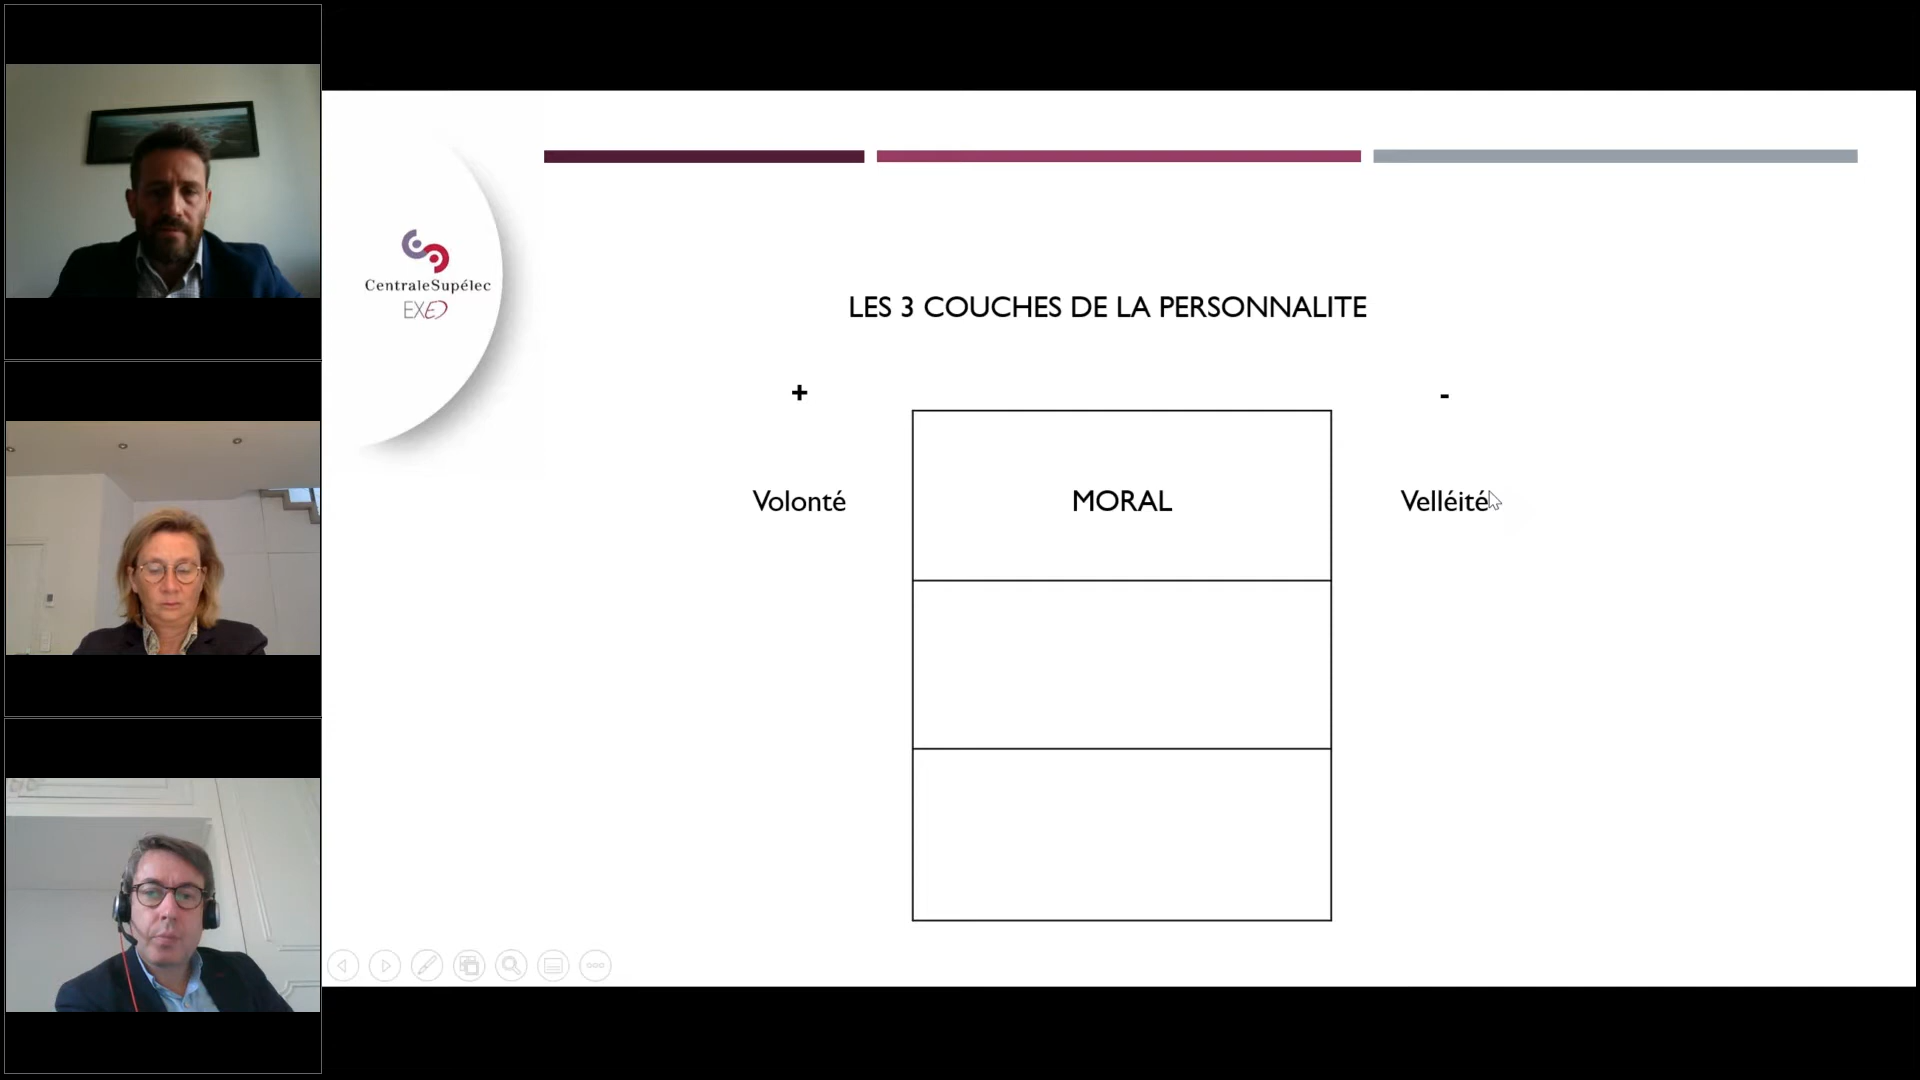 CentraleSupélec
EXED
LES 3 COUCHES DE LA PERSONNALITE
+
-
Volonté
MORAL
Velléité